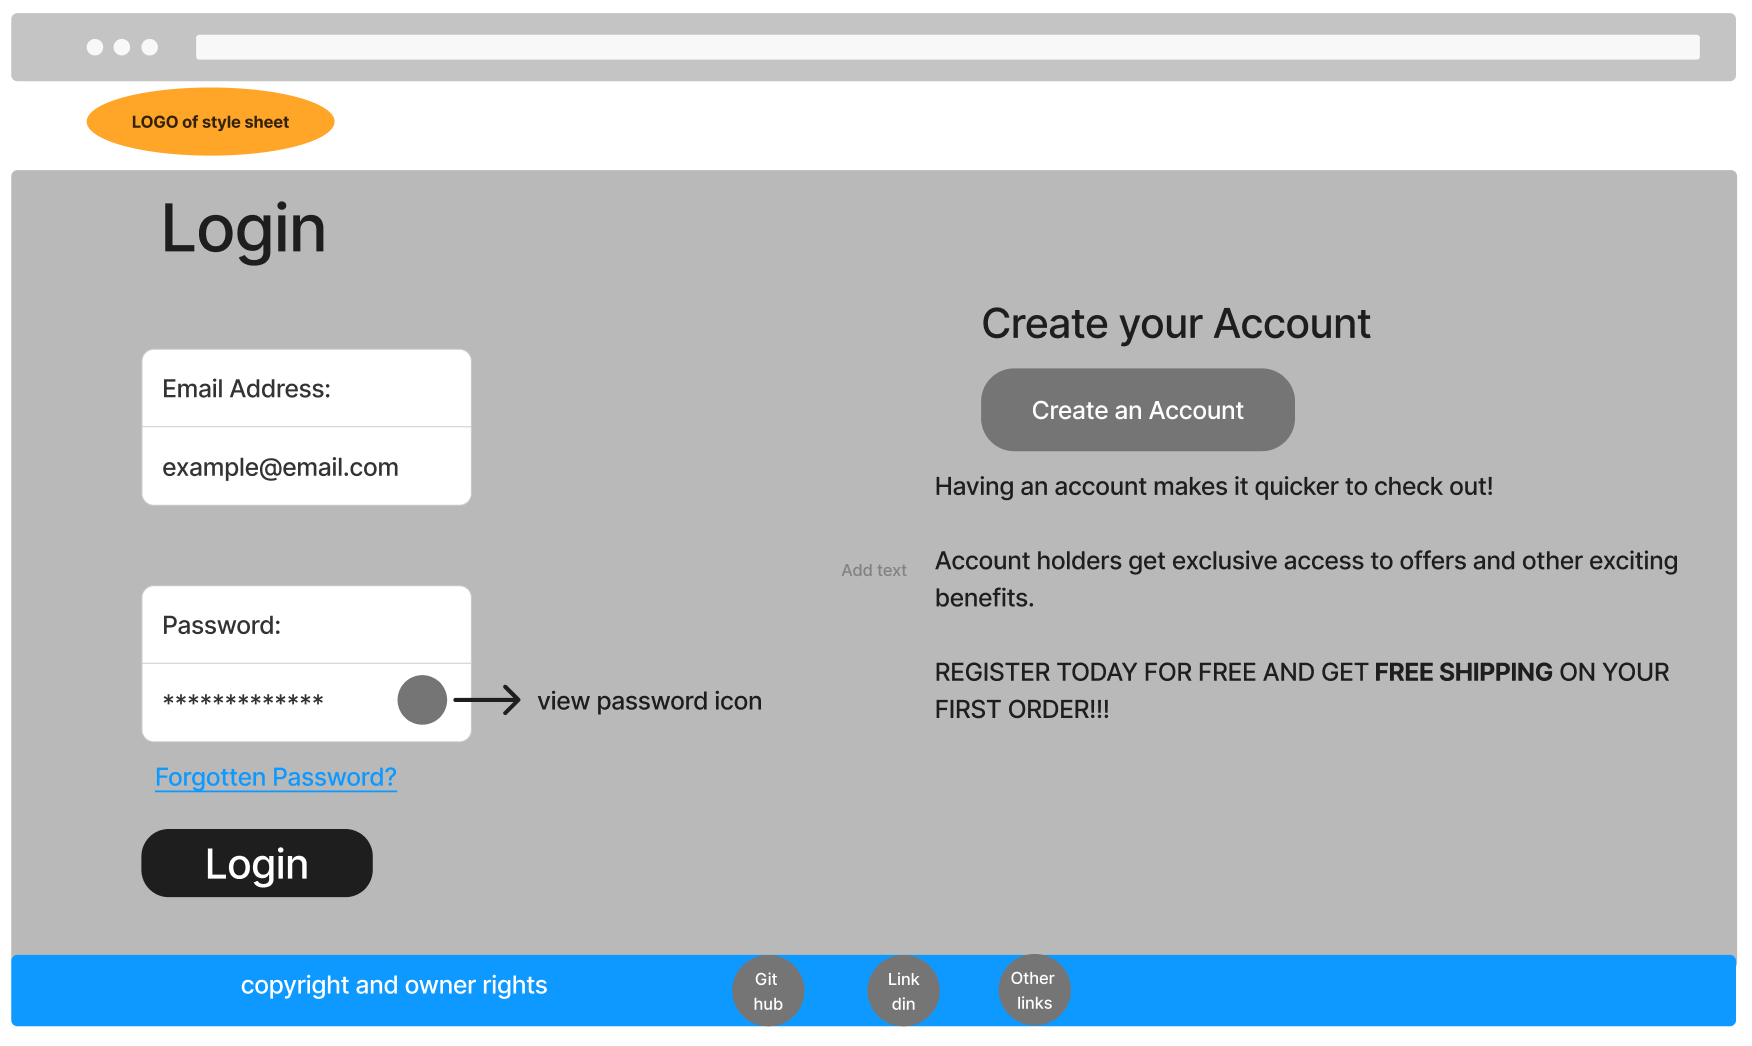 LOGO of style sheet
Login
Email Address:
example@email.com
Password:
*************
view password icon
Forgotten Password?
Login
Create your Account
Create an Account
Having an account makes it quicker to check out!
Add text
Account holders get exclusive access to offers and other exciting
benefits.
REGISTER TODAY FOR FREE AND GET FREE SHIPPING ON YOUR
FIRST ORDER!!!
copyright and owner rights
Git
hub
Link
din
Other
links